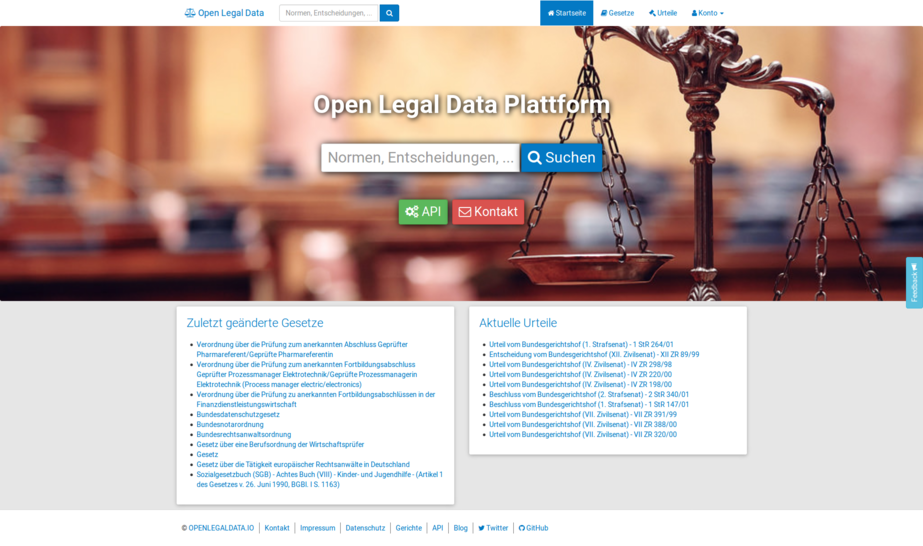 Open Legal Data
Normen, Entscheidungen, ...
Startseite
Gesetze
Urteile
Konto
Open Legal Data Plattform
Normen, Entscheidungen, ...
Suchen
API
Kontakt
Feedback
Zuletzt geänderte Gesetze
Verordnung über die Prüfung zum anerkannten Abschluss Geprüfter
Pharmareferent/Geprüfte Pharmareferentin
Verordnung über die Prüfung zum anerkannten Fortbildungsabschluss
Geprüfter Prozessmanager Elektrotechnik/Geprüfte Prozessmanagerin
Elektrotechnik (Process manager electric/electronics)
Verordnung über die Prüfung zu anerkannten Fortbildungsabschlüssen in der
Finanzdienstleistungswirtschaft
Bundesdatenschutzgesetz
Bundesnotarordnung
Bundesrechtsanwaltsordnung
Gesetz über eine Berufsordnung der Wirtschaftsprüfer
Gesetz
Gesetz über die Tätigkeit europäischer Rechtsanwälte in Deutschland
Sozialgesetzbuch (SGB) - Achtes Buch (VIII) - Kinder- und Jugendhilfe - (Artikel 1
des Gesetzes v. 26. Juni 1990, BGBl. I S. 1163)
Aktuelle Urteile
Urteil vom Bundesgerichtshof (1. Strafsenat) - 1 StR 264/01
Entscheidung vom Bundesgerichtshof (XII. Zivilsenat) - XII ZR 89/99
Urteil vom Bundesgerichtshof (IV. Zivilsenat) - IV ZR 298/98
Urteil vom Bundesgerichtshof (IV. Zivilsenat) - IV ZR 220/00
Urteil vom Bundesgerichtshof (IV. Zivilsenat) - IV ZR 198/00
Beschluss vom Bundesgerichtshof (2. Strafsenat) - 2 StR 340/01
Beschluss vom Bundesgerichtshof (1. Strafsenat) - 1 StR 147/01
Urteil vom Bundesgerichtshof (VII. Zivilsenat) - VII ZR 391/99
Urteil vom Bundesgerichtshof (VII. Zivilsenat) - VII ZR 388/00
Urteil vom Bundesgerichtshof (VII. Zivilsenat) - VII ZR 320/00
© OPENLEGALDATA.IO
Kontakt
Impressum
Datenschutz
Gerichte
API
Blog
Twitter
GitHub